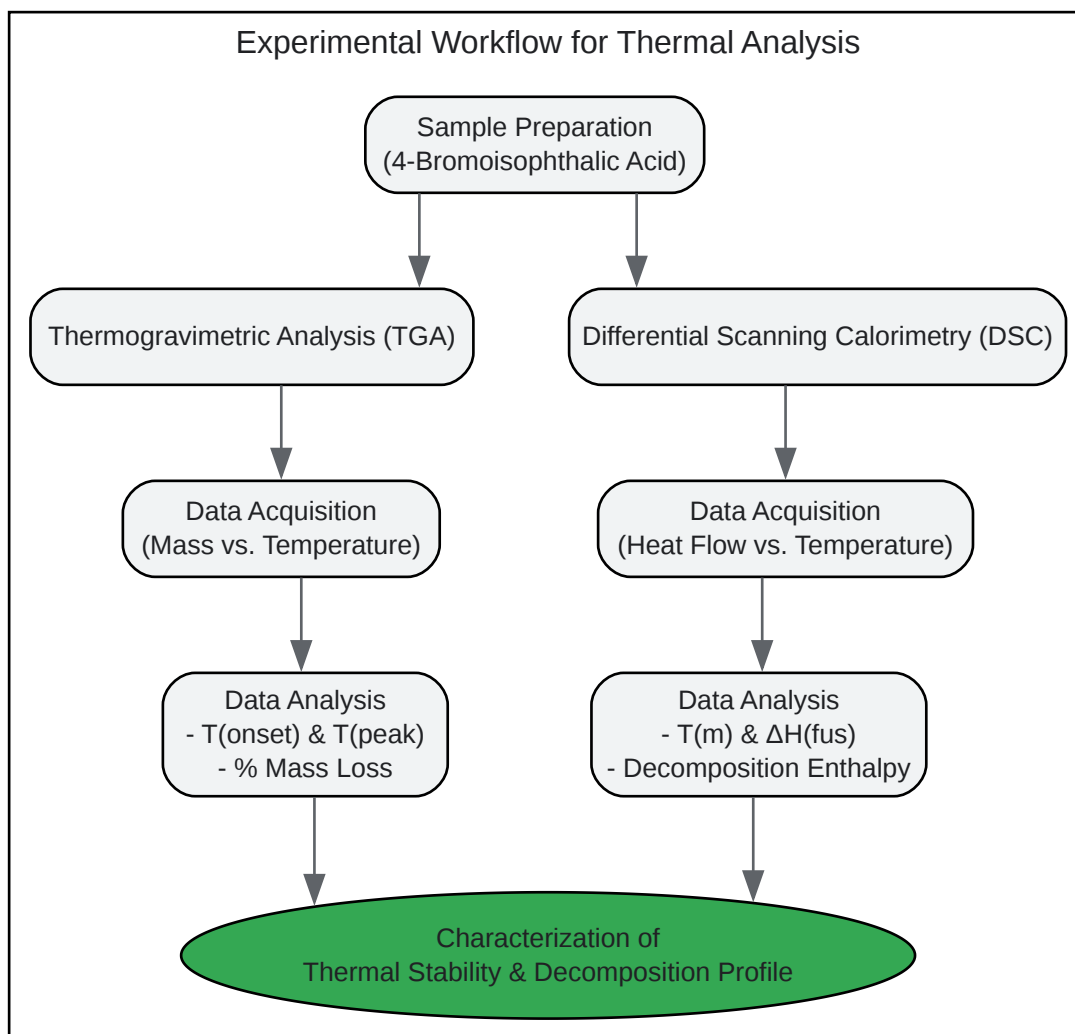 Experimental Workflow for Thermal Analysis
Sample Preparation
(4-Bromoisophthalic Acid)
Thermogravimetric Analysis (TGA)
Differential Scanning Calorimetry (DSC)
Data Acquisition
(Mass vs. Temperature)
Data Acquisition
(Heat Flow vs. Temperature)
Data Analysis
- T(onset) & T(peak)
- % Mass Loss
Data Analysis
- T(m) & ΔH(fus)
- Decomposition Enthalpy
Characterization of
Thermal Stability & Decomposition Profile